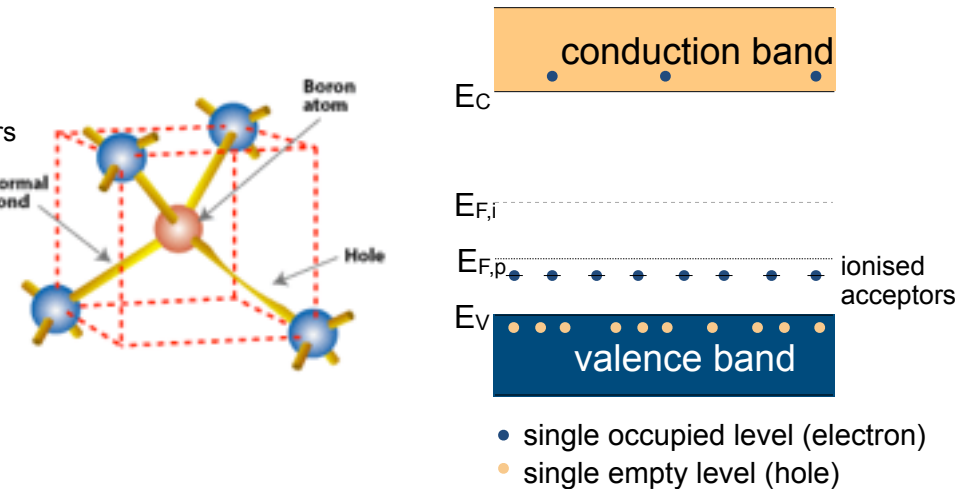 Boron
atom
Hole
conduction band
E_C
E_F,i
E_F,p
ionised
acceptors
E_V
valence band
• single occupied level (electron)
• single empty level (hole)